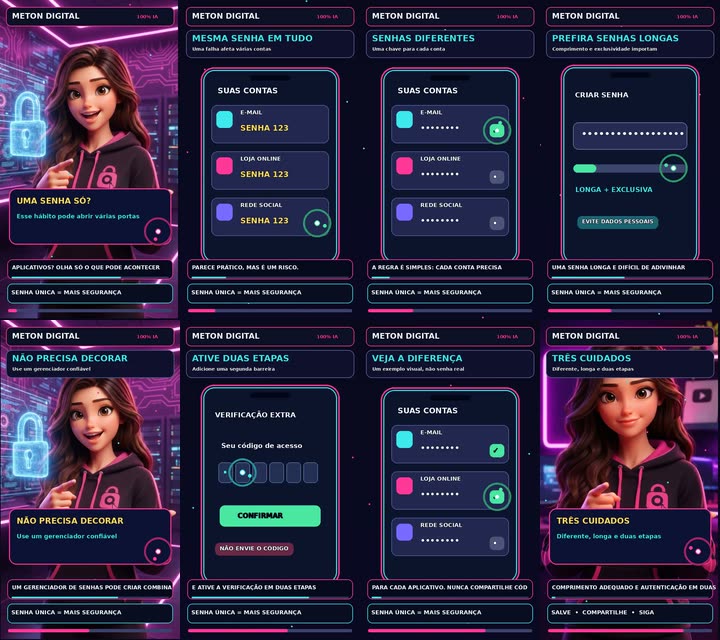 METON DIGITAL
100% IA
UMA SENHA SÓ?
Esse hábito pode abrir várias portas
APLICATIVOS? OLHA SÓ O QUE PODE ACONTECER
SENHA ÚNICA = MAIS SEGURANÇA
METON DIGITAL
100% IA
MESMA SENHA EM TUDO
Uma falha afeta várias contas
SUAS CONTAS
E-MAIL
SENHA 123
LOJA ONLINE
SENHA 123
REDE SOCIAL
SENHA 123
PARECE PRÁTICO, MAS É UM RISCO.
SENHA ÚNICA = MAIS SEGURANÇA
METON DIGITAL
100% IA
SENHAS DIFERENTES
Uma chave para cada conta
SUAS CONTAS
E-MAIL
••••••••
LOJA ONLINE
••••••••
REDE SOCIAL
••••••••
A REGRA É SIMPLES: CADA CONTA PRECISA
SENHA ÚNICA = MAIS SEGURANÇA
METON DIGITAL
100% IA
PREFIRA SENHAS LONGAS
Comprimento e exclusividade importam
CRIAR SENHA
••••••••••••••••
LONGA + EXCLUSIVA
EVITE DADOS PESSOAIS
UMA SENHA LONGA E DIFÍCIL DE ADIVINHAR
SENHA ÚNICA = MAIS SEGURANÇA
METON DIGITAL
100% IA
NÃO PRECISA DECORAR
Use um gerenciador confiável
NÃO PRECISA DECORAR
Use um gerenciador confiável
UM GERENCIADOR DE SENHAS PODE CRIAR COMBINA
SENHA ÚNICA = MAIS SEGURANÇA
METON DIGITAL
100% IA
ATIVE DUAS ETAPAS
Adicione uma segunda barreira
VERIFICAÇÃO EXTRA
Seu código de acesso
CONFIRMAR
NÃO ENVIE O CÓDIGO
E ATIVE A VERIFICAÇÃO EM DUAS ETAPAS
SENHA ÚNICA = MAIS SEGURANÇA
METON DIGITAL
100% IA
VEJA A DIFERENÇA
Um exemplo visual, não senha real
SUAS CONTAS
E-MAIL
••••••••
LOJA ONLINE
••••••••
REDE SOCIAL
••••••••
PARA CADA APLICATIVO. NUNCA COMPARTILHE CÓD
SENHA ÚNICA = MAIS SEGURANÇA
METON DIGITAL
100% IA
TRÊS CUIDADOS
Diferente, longa e duas etapas
TRÊS CUIDADOS
Diferente, longa e duas etapas
COMPRIMENTO ADEQUADO E AUTENTICAÇÃO EM DUAS
SALVE • COMPARTILHE • SIGA